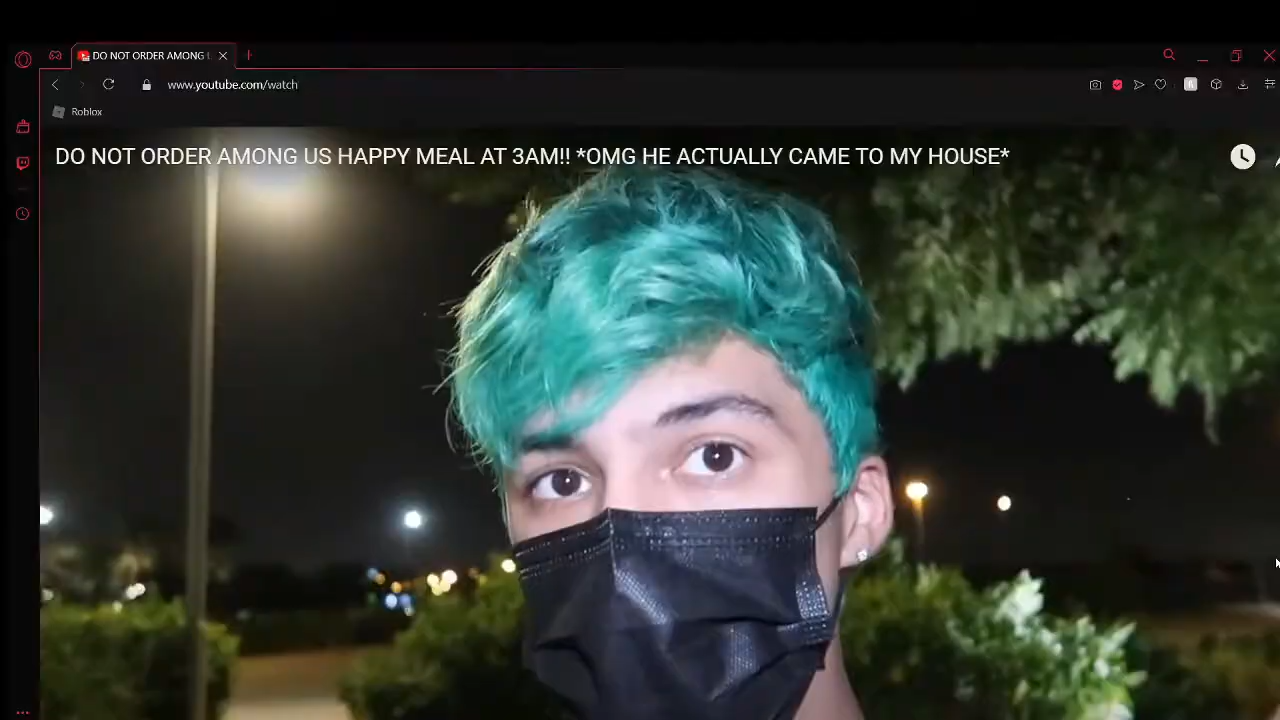 DO NOT ORDER AMONG U
www.youtube.com/watch
Roblox
DO NOT ORDER AMONG US HAPPY MEAL AT 3AM!! *OMG HE ACTUALLY CAME TO MY HOUSE*